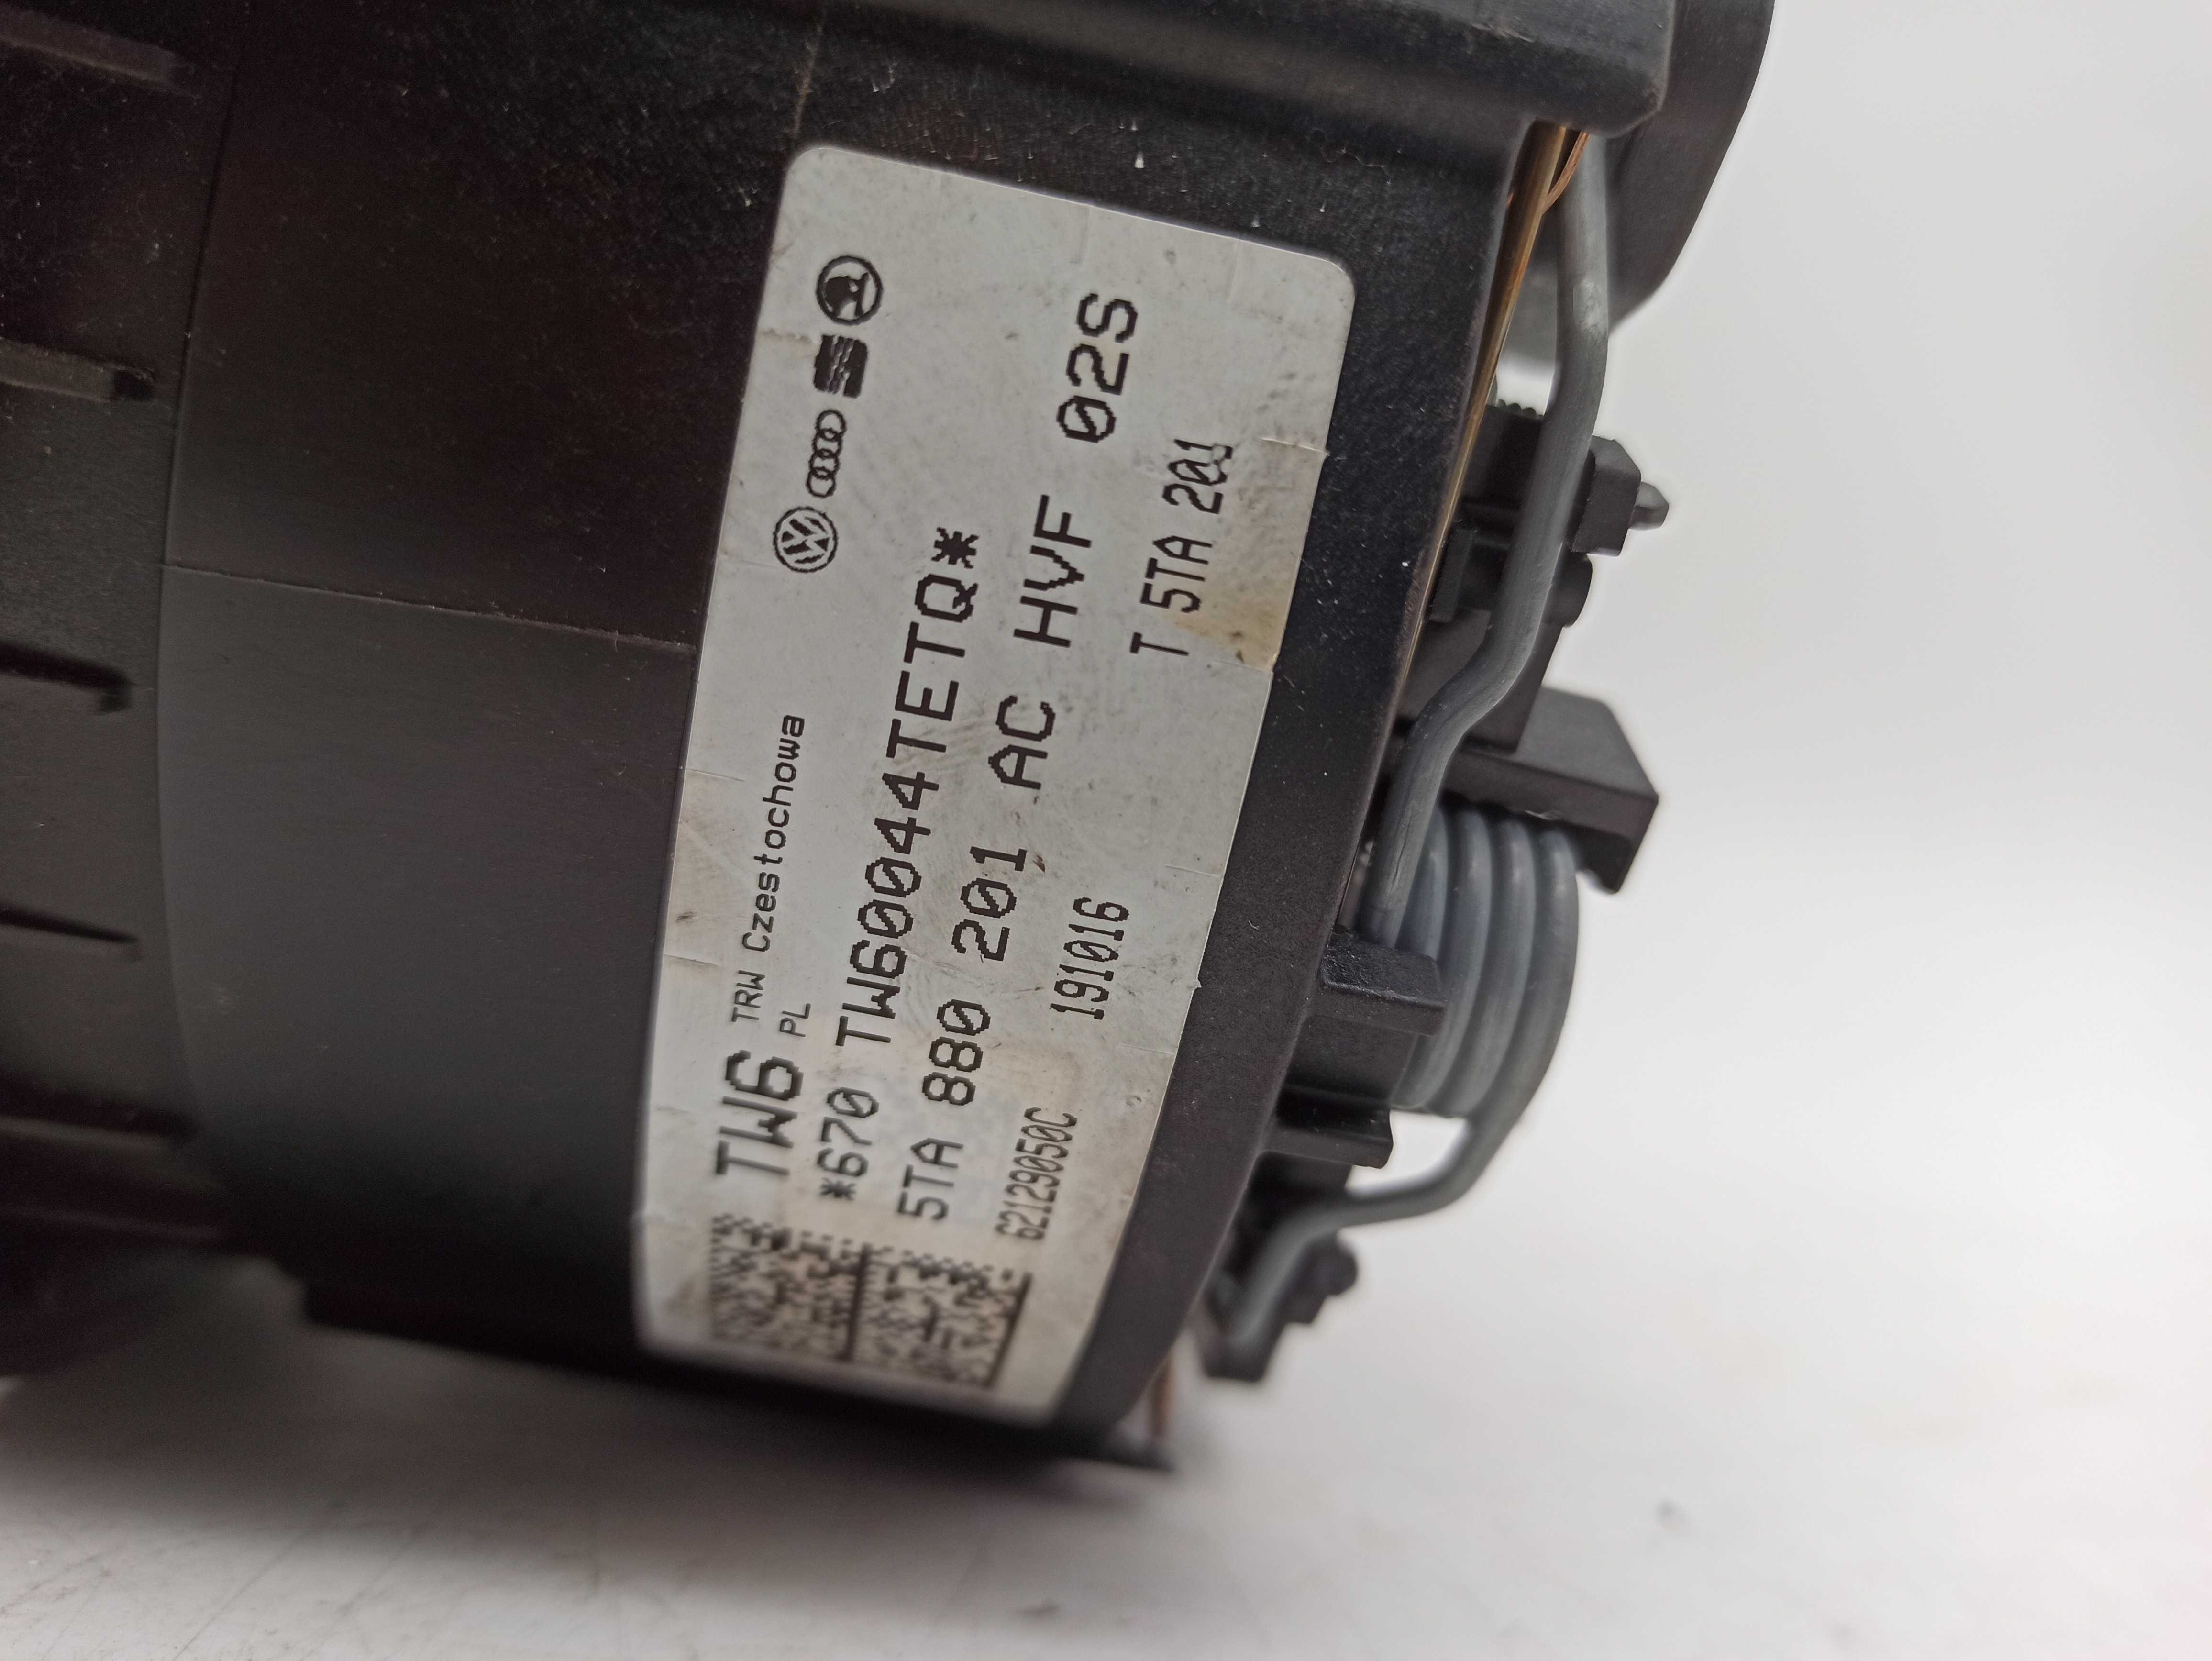 TW6 TRW Czestochowa
PL
*670 TW60044TETQ*
5TA 880 201 AC HVF 02S
62129050C 191016 T 5TA 201